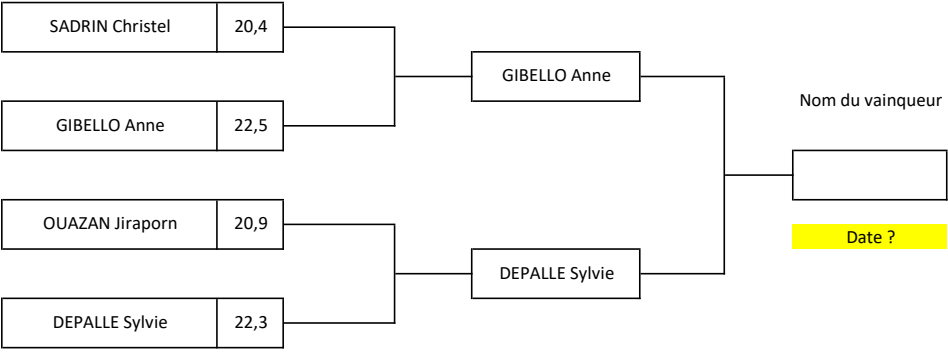 SADRIN Christel 20,4
GIBELLO Anne
Nom du vainqueur
GIBELLO Anne 22,5
OUAZAN Jiraporn 20,9
Date ?
DEPALLE Sylvie
DEPALLE Sylvie 22,3